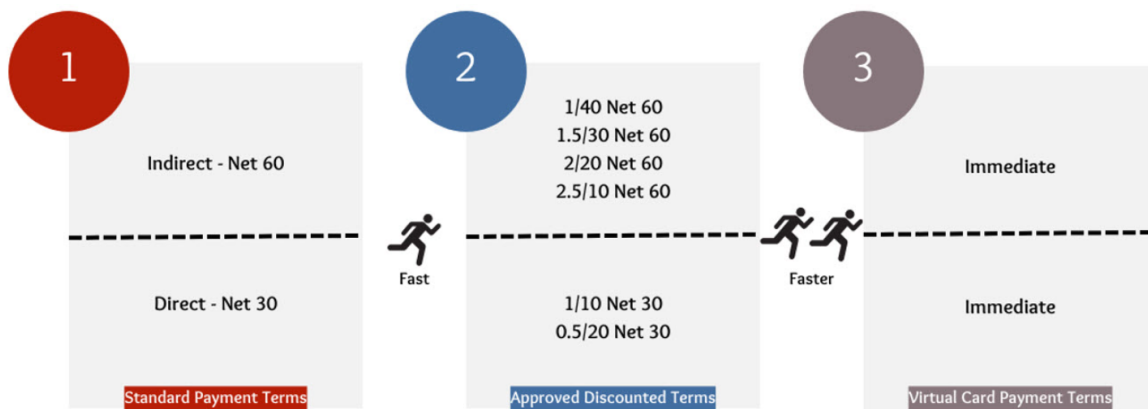 1
Indirect - Net 60
Direct - Net 30
Standard Payment Terms
Fast
2
1/40 Net 60
1.5/30 Net 60
2/20 Net 60
2.5/10 Net 60
1/10 Net 30
0.5/20 Net 30
Approved Discounted Terms
Faster
3
Immediate
Immediate
Virtual Card Payment Terms